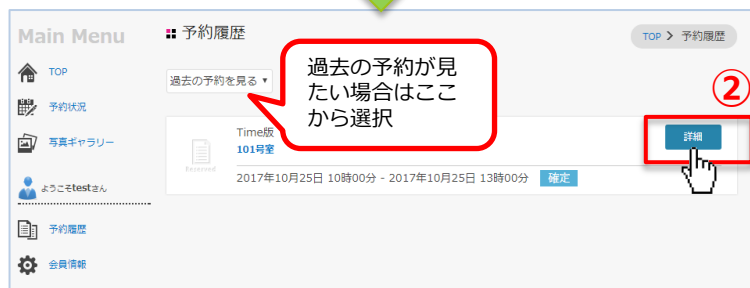 Main Menu
TOP
予約状況
写真ギャラリー
ようこそtestさん
予約履歴
会員情報
予約履歴
TOP > 予約履歴
過去の予約を見る▼
過去の予約が見
たい場合はここ
から選択
②
Time版
101号室
Reserved
詳細
2017年10月25日 10時00分 - 2017年10月25日 13時00分 確定